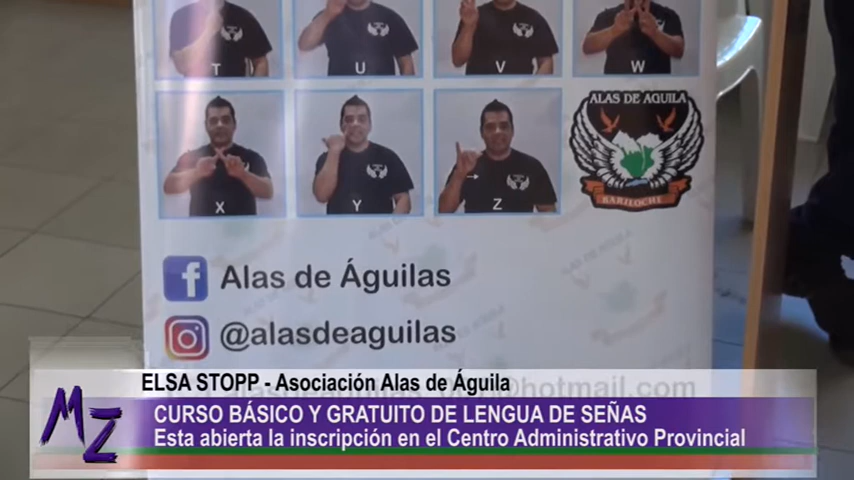 T U V W
X Y Z
ALAS DE AGUILA
BARILOCHE
Alas de Águilas
@alasdeaguilas
@hotmail.com
ELSA STOPP - Asociación Alas de Águila
MZ
CURSO BÁSICO Y GRATUITO DE LENGUA DE SEÑAS
Esta abierta la inscripción en el Centro Administrativo Provincial